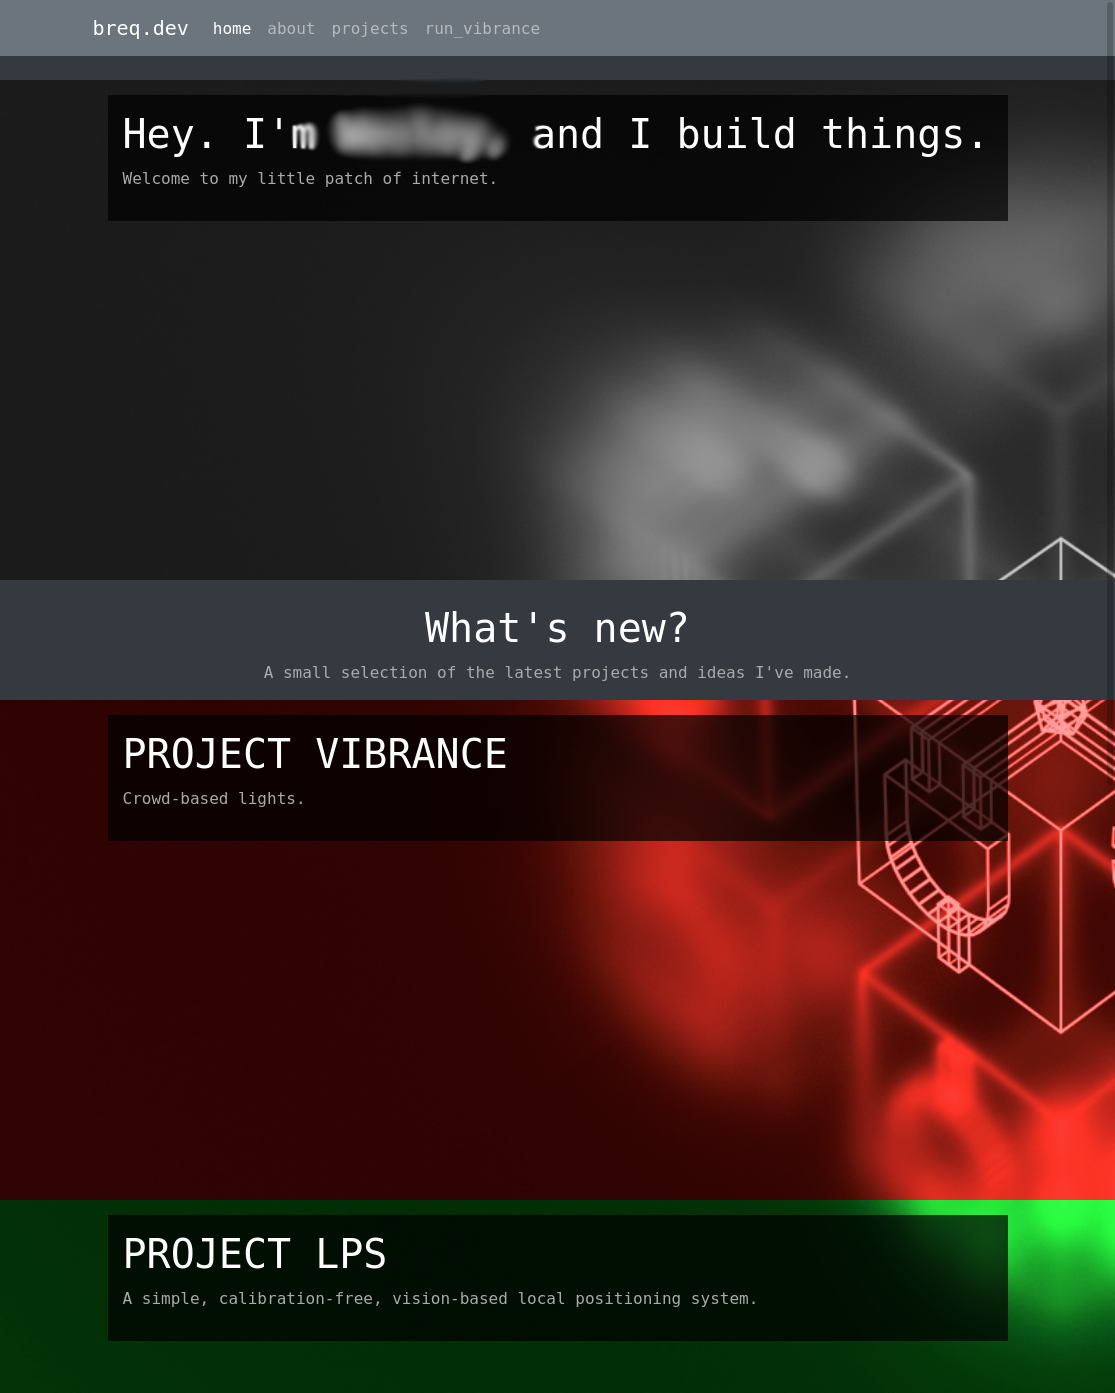 breq.dev home about projects run_vibrance
Hey. I'm and I build things.
Welcome to my little patch of internet.
What's new?
A small selection of the latest projects and ideas I've made.
PROJECT VIBRANCE
Crowd-based lights.
PROJECT LPS
A simple, calibration-free, vision-based local positioning system.